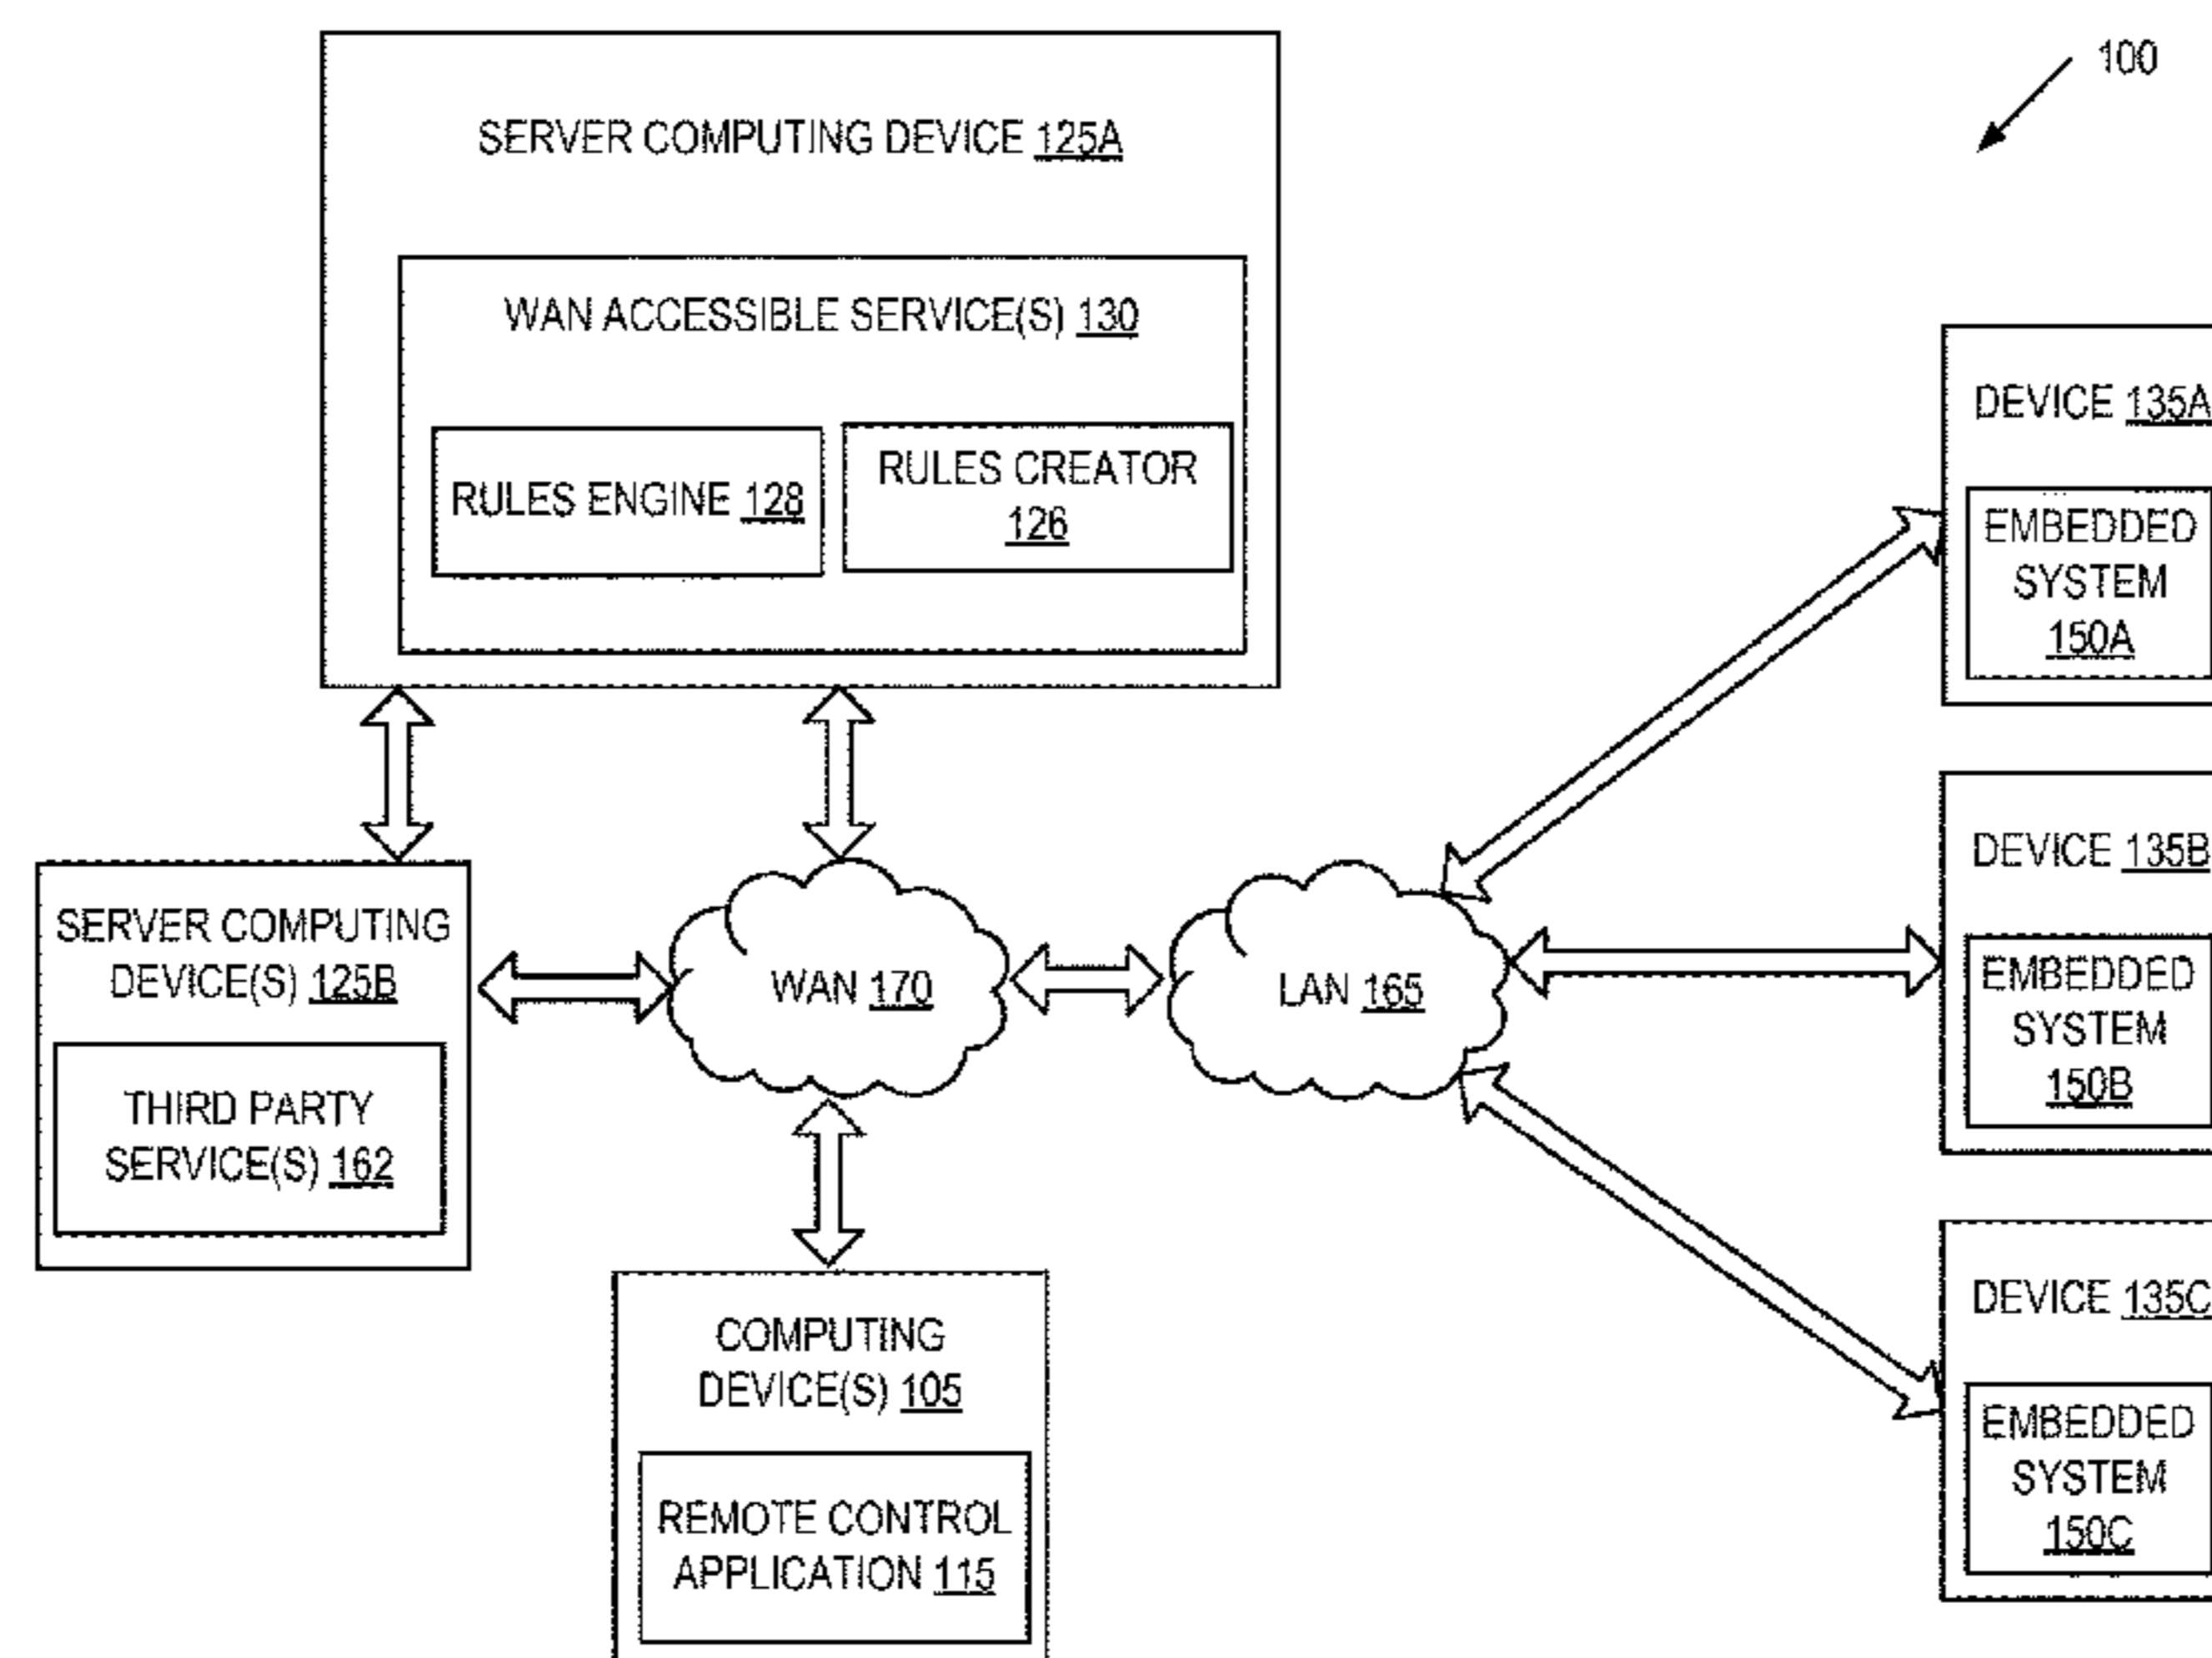 100
SERVER COMPUTING DEVICE 125A
WAN ACCESSIBLE SERVICE(S) 130
RULES ENGINE 128
RULES CREATOR
126
DEVICE 135A
EMBEDDED
SYSTEM
150A
DEVICE 135B
EMBEDDED
SYSTEM
150B
SERVER COMPUTING
DEVICE(S) 125B
THIRD PARTY
SERVICE(S) 162
WAN 170
LAN 165
DEVICE 135C
EMBEDDED
SYSTEM
150C
COMPUTING
DEVICE(S) 105
REMOTE CONTROL
APPLICATION 115